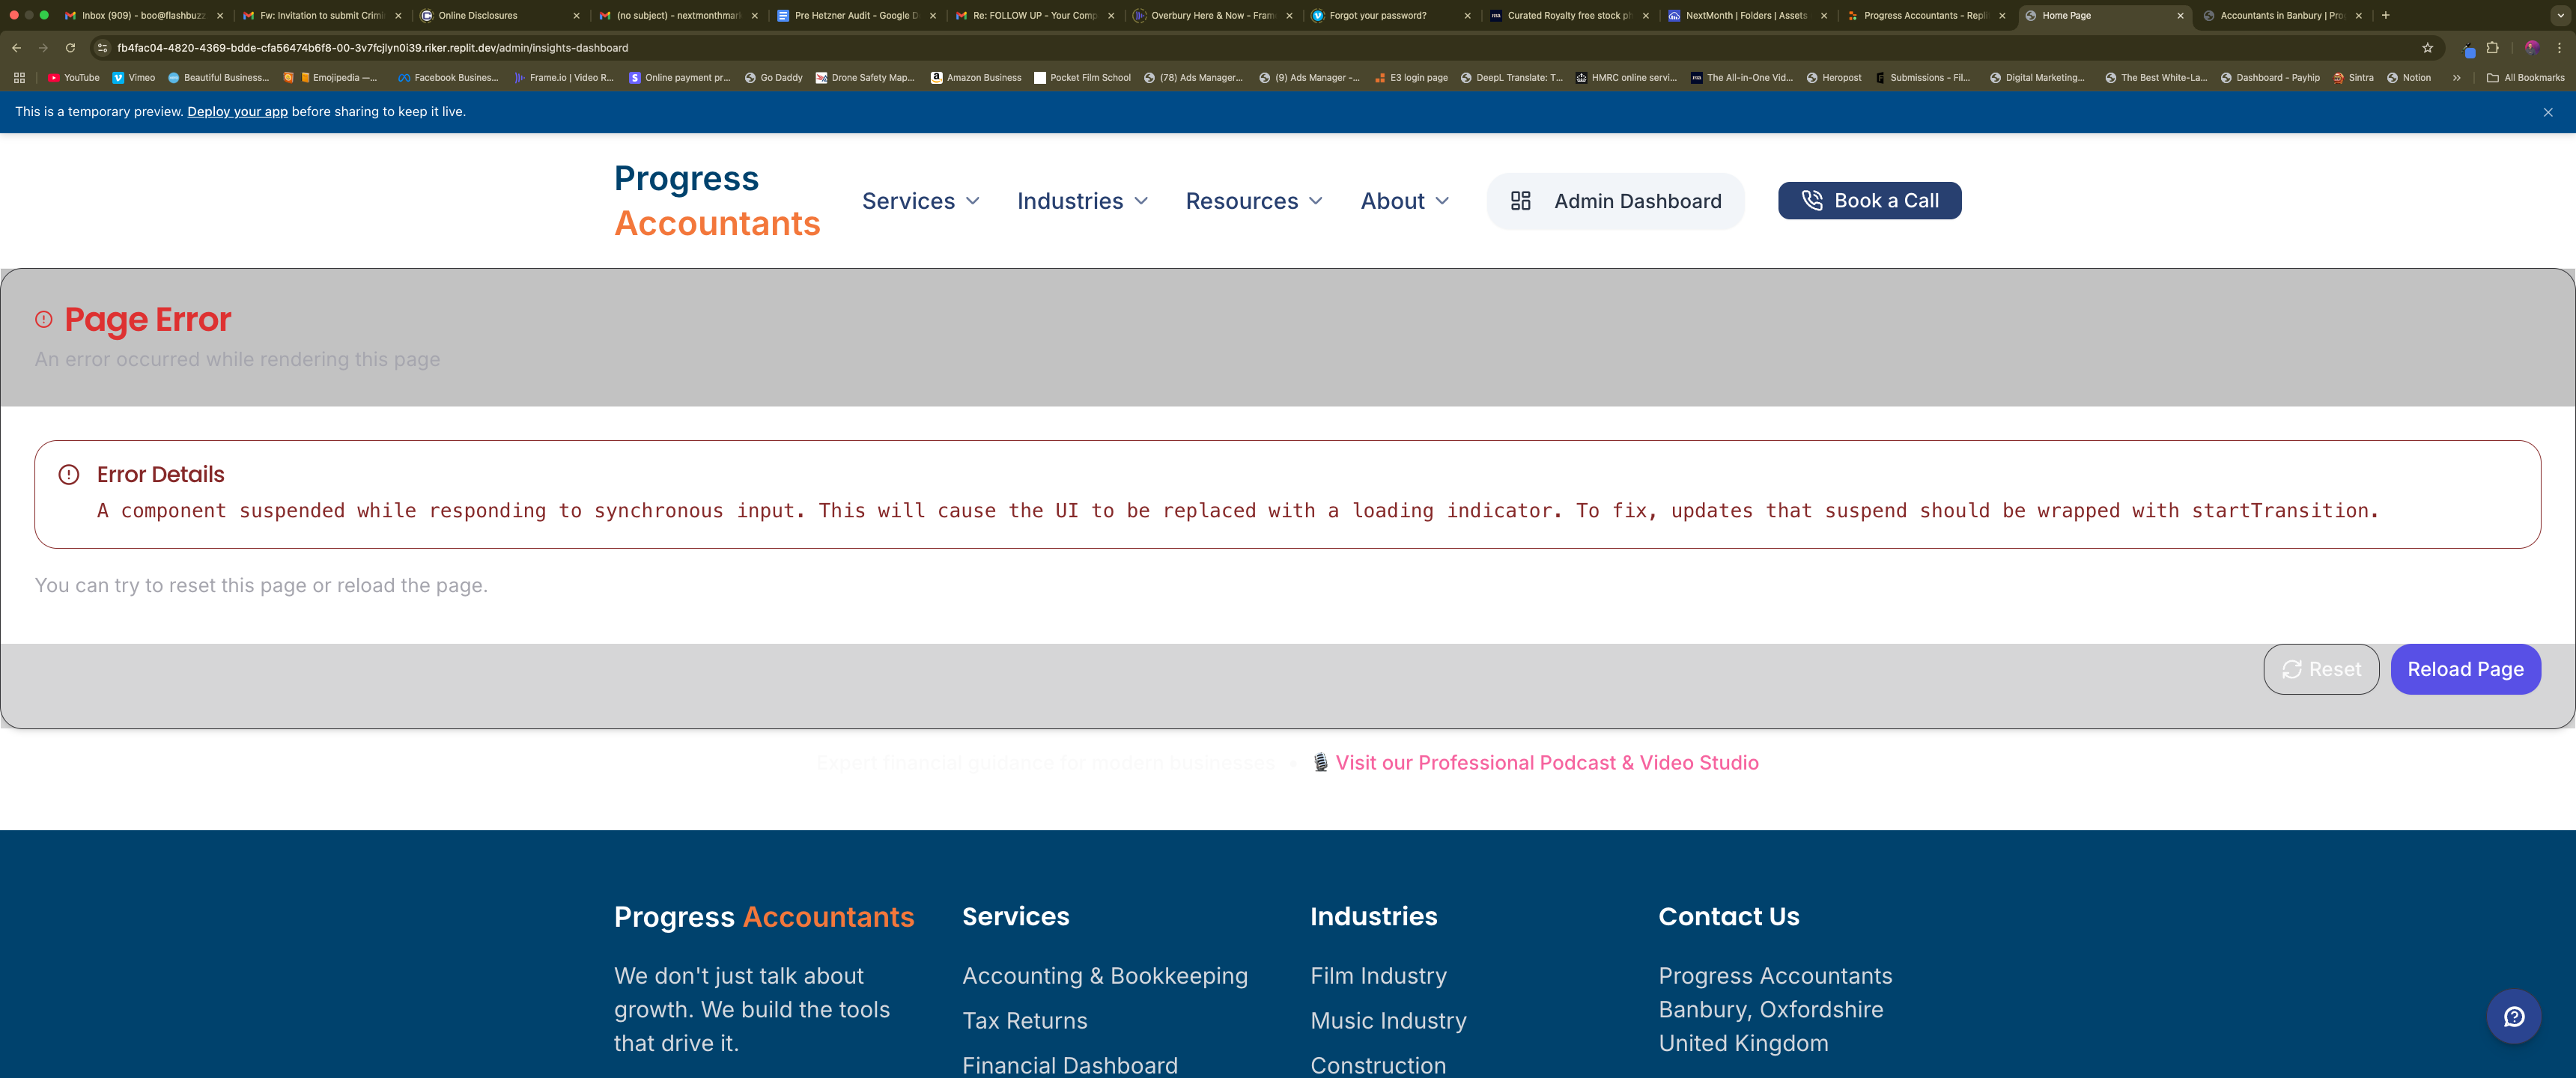 Inbox (909) - boo@flashbuzz
Fw: Invitation to submit Crimi
Online Disclosures
(no subject) - nextmonthmar
Pre Hetzner Audit - Google D
Re: FOLLOW UP - Your Comp
Overbury Here & Now - Fram
Forgot your password?
Curated Royalty free stock ph
NextMonth | Folders | Assets
Progress Accountants - Repli
Home Page
Accountants in Banbury | Pro
fb4fac04-4820-4369-bdde-cfa56474b6f8-00-3v7fcjlyn0i39.riker.replit.dev/admin/insights-dashboard
YouTube
Vimeo
Beautiful Business...
Emojipedia —...
Facebook Busines...
Frame.io | Video R...
Online payment pr...
Go Daddy
Drone Safety Map...
Amazon Business
Pocket Film School
(78) Ads Manager...
(9) Ads Manager -...
E3 login page
DeepL Translate: T...
HMRC online servi...
The All-in-One Vid...
Heropost
Submissions - Fil...
Digital Marketing...
The Best White-La...
Dashboard - Payhip
Sintra
Notion
All Bookmarks
This is a temporary preview. Deploy your app before sharing to keep it live.
Progress
Accountants
Services
Industries
Resources
About
Admin Dashboard
Book a Call
Page Error
An error occurred while rendering this page
Error Details
A component suspended while responding to synchronous input. This will cause the UI to be replaced with a loading indicator. To fix, updates that suspend should be wrapped with startTransition.
You can try to reset this page or reload the page.
Reset
Reload Page
Expert financial guidance for modern businesses • Visit our Professional Podcast & Video Studio
Progress Accountants
We don't just talk about
growth. We build the tools
that drive it.
Services
Accounting & Bookkeeping
Tax Returns
Financial Dashboard
Industries
Film Industry
Music Industry
Construction
Contact Us
Progress Accountants
Banbury, Oxfordshire
United Kingdom